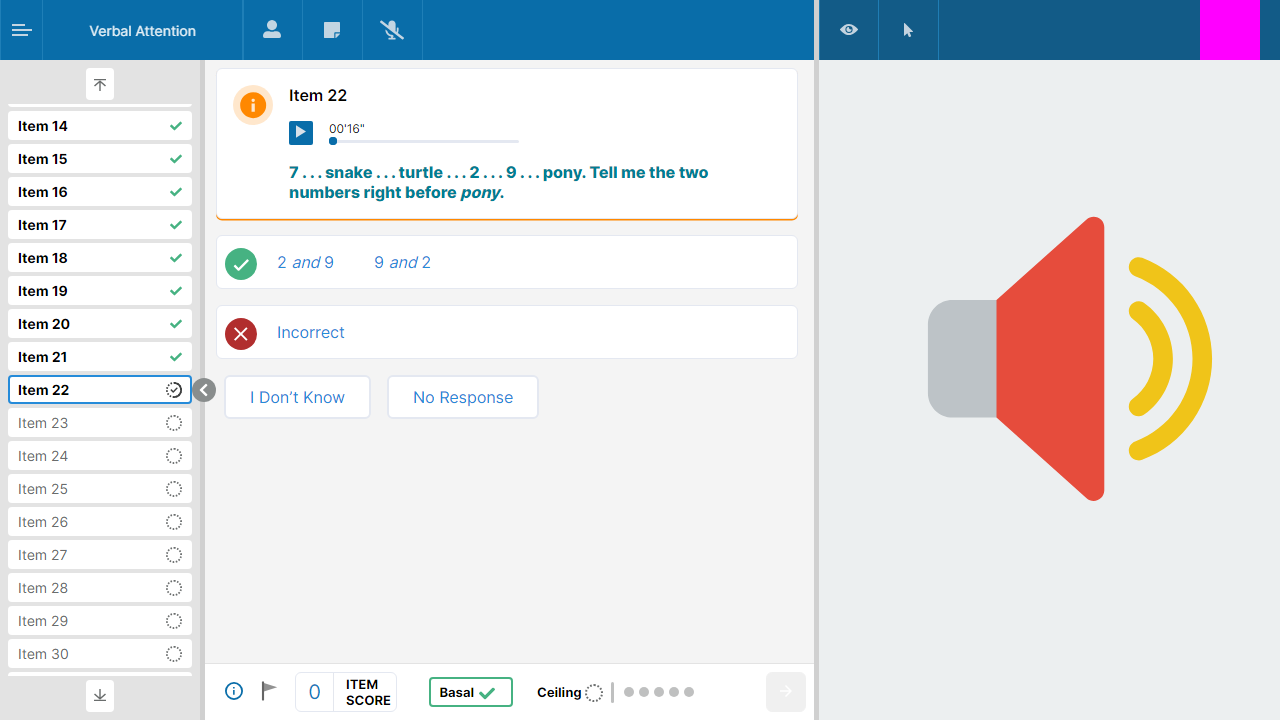 Verbal Attention
Item 14
Item 15
Item 16
Item 17
Item 18
Item 19
Item 20
Item 21
Item 22
Item 23
Item 24
Item 25
Item 26
Item 27
Item 28
Item 29
Item 30
Item 22
00'16"
7 . . . snake . . . turtle . . . 2 . . . 9 . . . pony. Tell me the two
numbers right before pony.
2 and 9 9 and 2
Incorrect
I Don't Know No Response
0 ITEM SCORE
Basal
Ceiling